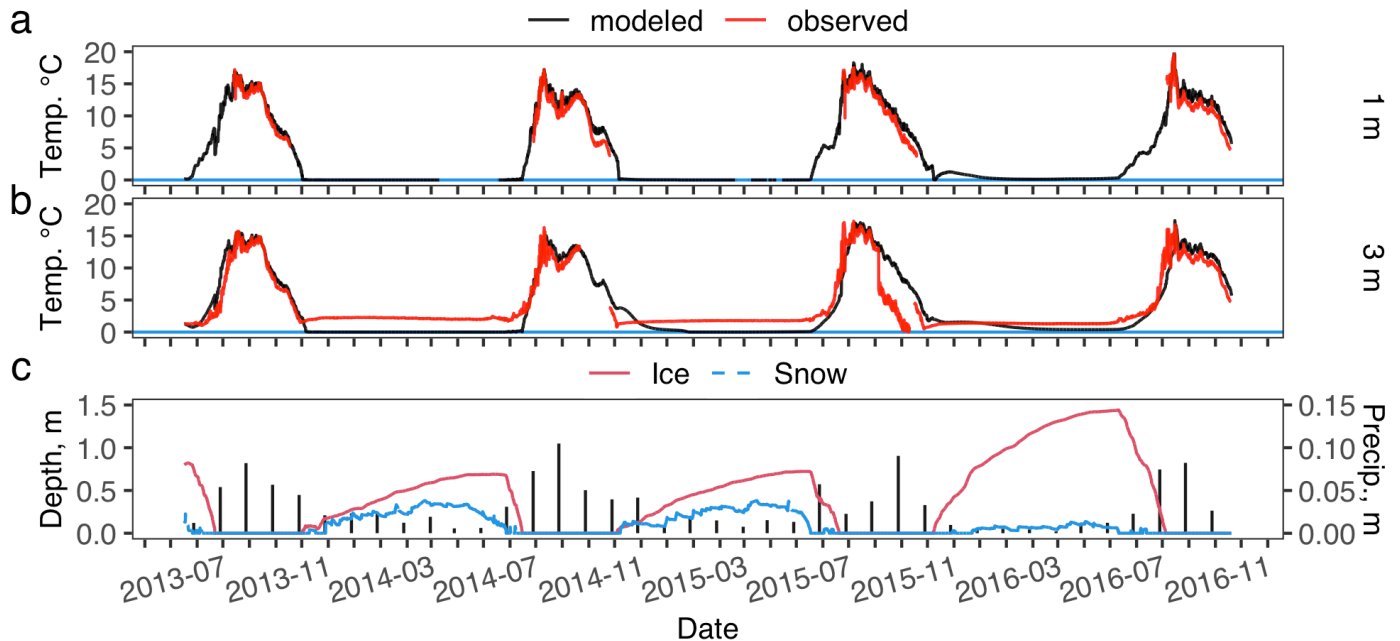 a
modeled observed
20
15
10
5
0
Temp. °C
1 m
b
20
15
10
5
0
Temp. °C
3 m
c
Ice Snow
1.5
1.0
0.5
0.0
Depth, m
0.15
0.10
0.05
0.00
Precip., m
2013-07 2013-11 2014-03 2014-07 2014-11 2015-03 2015-07 2015-11 2016-03 2016-07 2016-11
Date